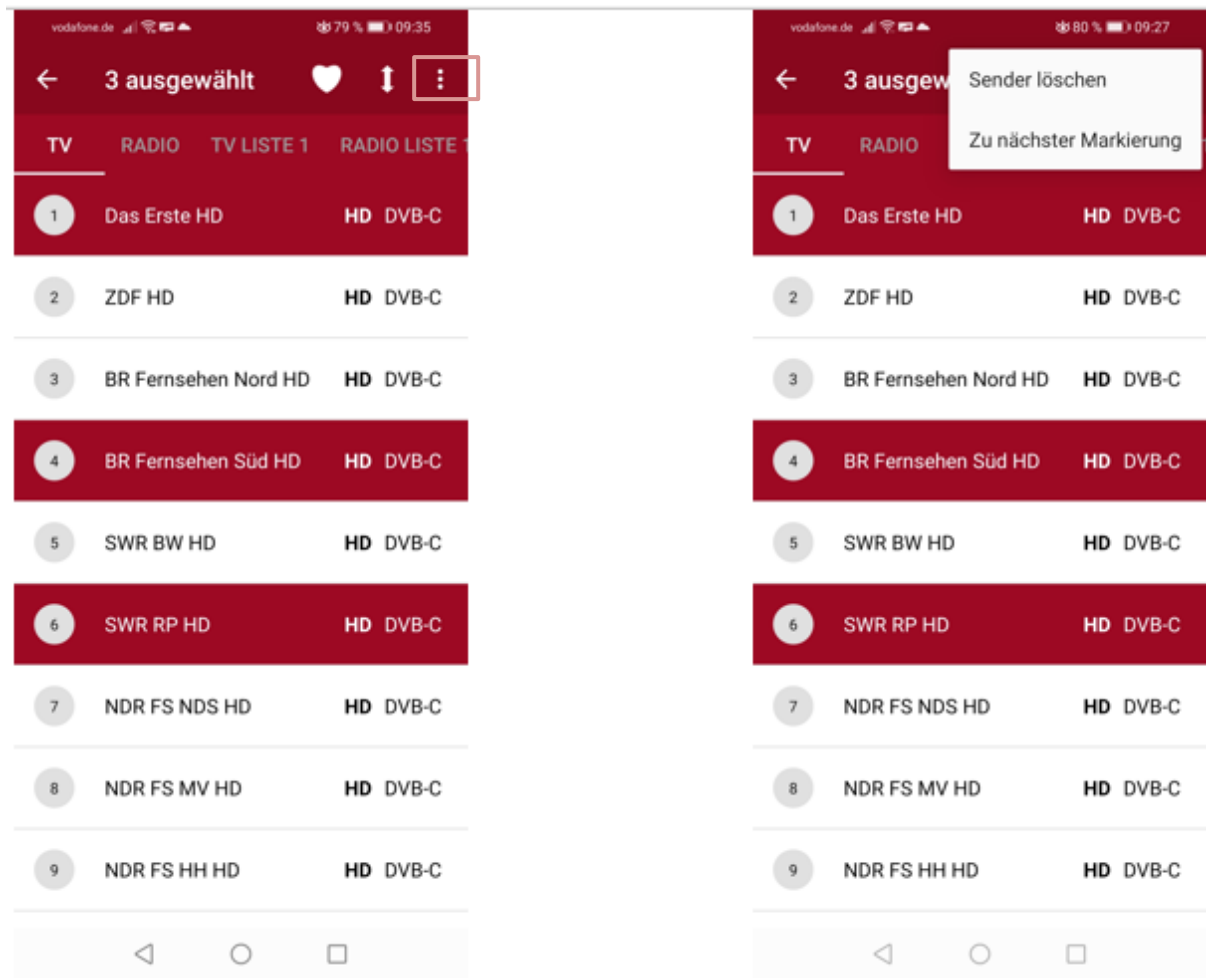 vodafone.de 79 % 09:35
3 ausgewählt
TV RADIO TV LISTE 1 RADIO LISTE 1
1 Das Erste HD HD DVB-C
2 ZDF HD HD DVB-C
3 BR Fernsehen Nord HD HD DVB-C
4 BR Fernsehen Süd HD HD DVB-C
5 SWR BW HD HD DVB-C
6 SWR RP HD HD DVB-C
7 NDR FS NDS HD HD DVB-C
8 NDR FS MV HD HD DVB-C
9 NDR FS HH HD HD DVB-C
vodafone.de 80 % 09:27
3 ausgew
Sender löschen
Zu nächster Markierung
TV RADIO
1 Das Erste HD HD DVB-C
2 ZDF HD HD DVB-C
3 BR Fernsehen Nord HD HD DVB-C
4 BR Fernsehen Süd HD HD DVB-C
5 SWR BW HD HD DVB-C
6 SWR RP HD HD DVB-C
7 NDR FS NDS HD HD DVB-C
8 NDR FS MV HD HD DVB-C
9 NDR FS HH HD HD DVB-C